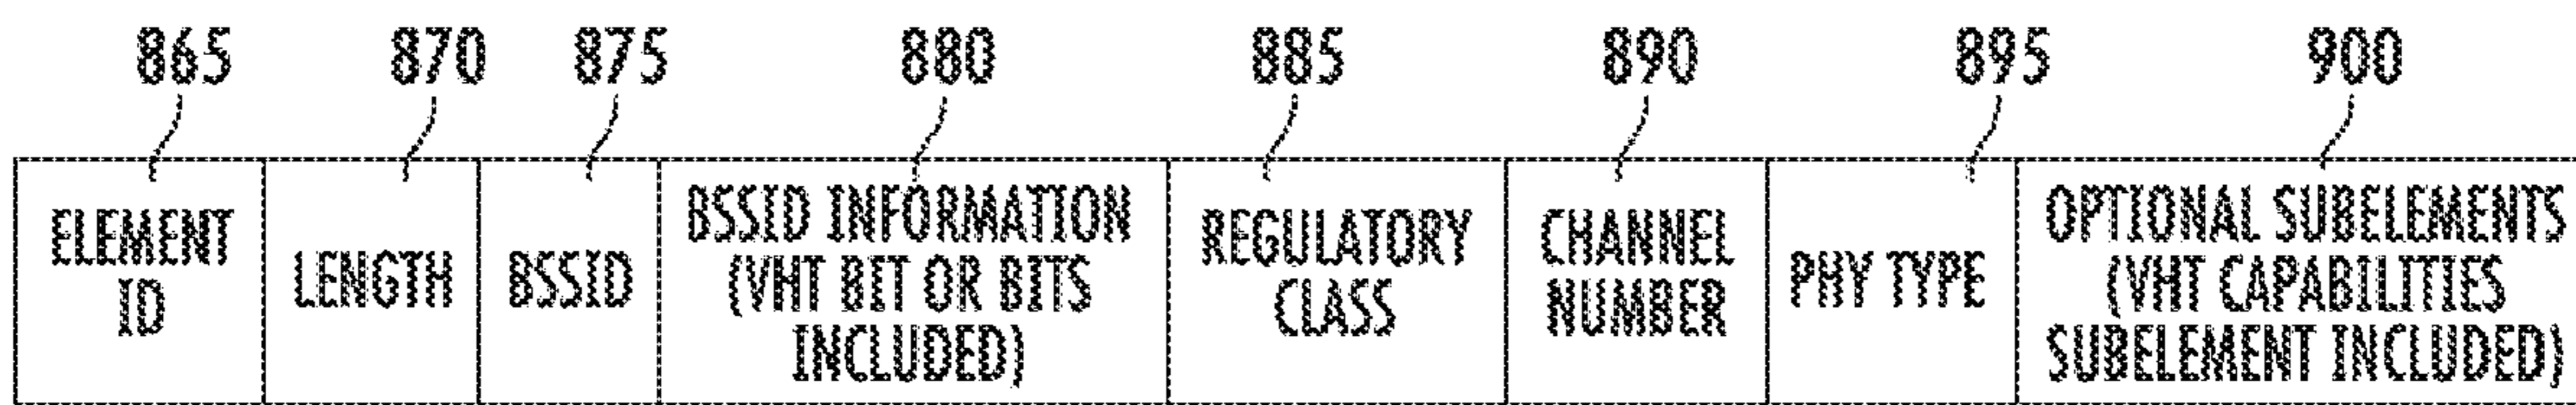 865 870 875 880 885 890 895 900
ELEMENT
ID
LENGTH
BSSID
BSSID INFORMATION
(VHT BIT OR BITS
INCLUDED)
REGULATORY
CLASS
CHANNEL
NUMBER
PHY TYPE
OPTIONAL SUBELEMENTS
(VHT CAPABILITIES
SUBELEMENT INCLUDED)